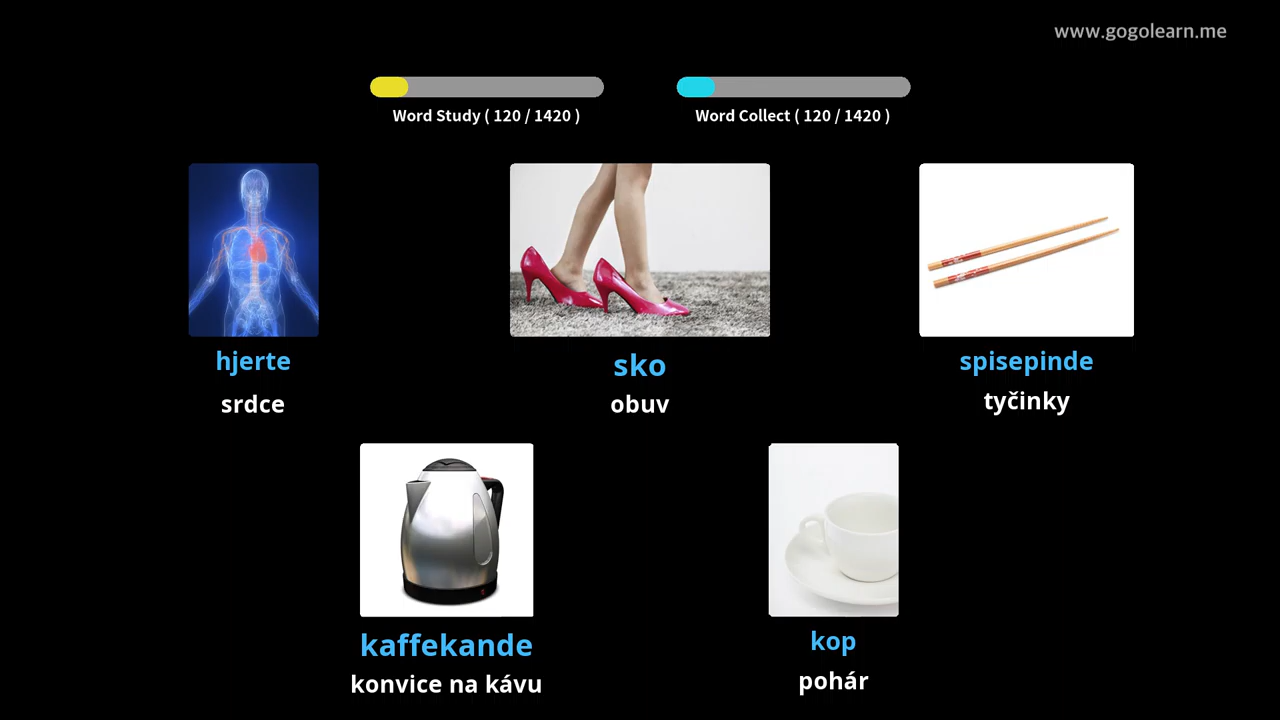 www.gogolearn.me
Word Study ( 120 / 1420 )
Word Collect ( 120 / 1420 )
hjerte
srdce
sko
obuv
spisepinde
tyčinky
kaffekande
konvice na kávu
kop
pohár